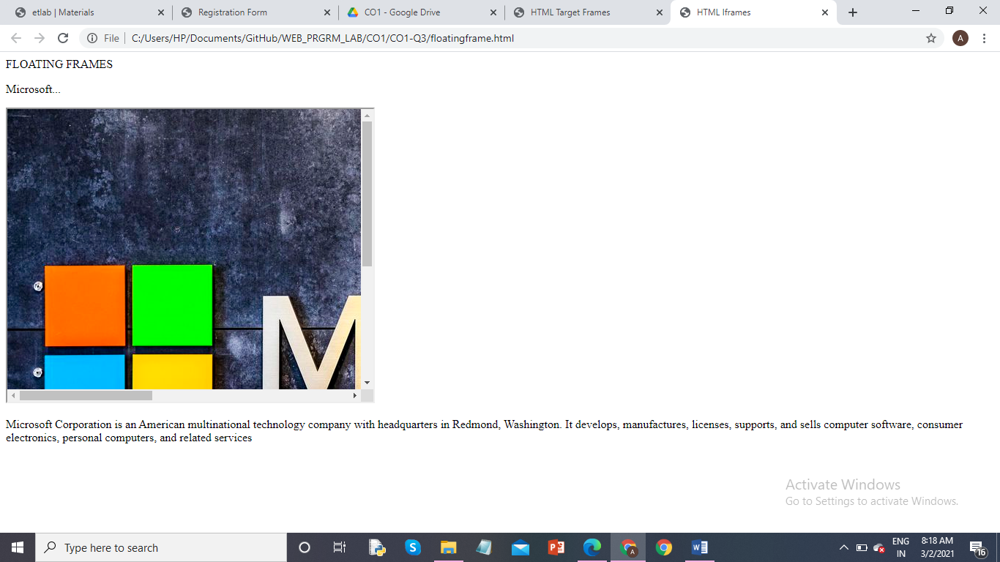 etlab | Materials
Registration Form
CO1 - Google Drive
HTML Target Frames
HTML Iframes
File
C:/Users/HP/Documents/GitHub/WEB_PRGRM_LAB/CO1/CO1-Q3/floatingframe.html
A
FLOATING FRAMES
Microsoft...
M
Microsoft Corporation is an American multinational technology company with headquarters in Redmond, Washington. It develops, manufactures, licenses, supports, and sells computer software, consumer
electronics, personal computers, and related services
Activate Windows
Go to Settings to activate Windows.
Type here to search
ENG
IN
8:18 AM
3/2/2021
16